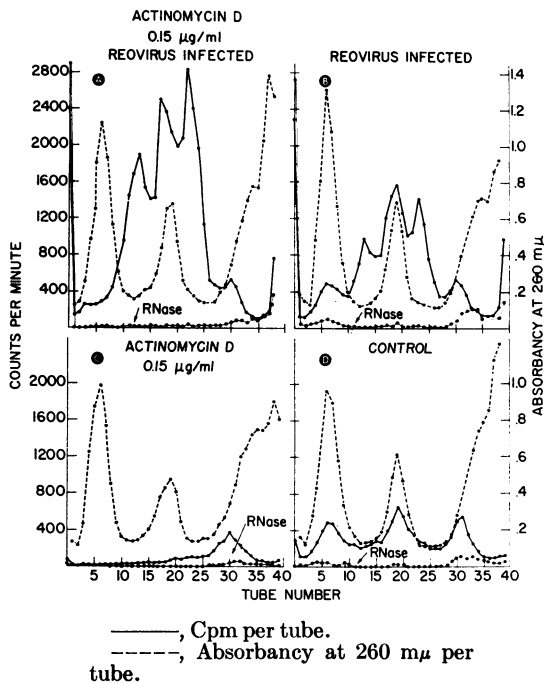 ACTINOMYCIN D
0.15 µg/ml
REOVIRUS INFECTED
REOVIRUS INFECTED
A
B
2800
2400
2000
1600
1200
800
400
1.4
1.2
1.0
.8
.6
.4
.2
RNase
RNase
COUNTS PER MINUTE
ABSORBANCY AT 260 mµ
ACTINOMYCIN D
0.15 µg/ml
CONTROL
C
D
2000
1600
1200
800
400
1.0
.8
.6
.4
.2
RNase
RNase
5 10 15 20 25 30 35 40
5 10 15 20 25 30 35 40
TUBE NUMBER
———, Cpm per tube.
-----, Absorbancy at 260 mµ per
tube.